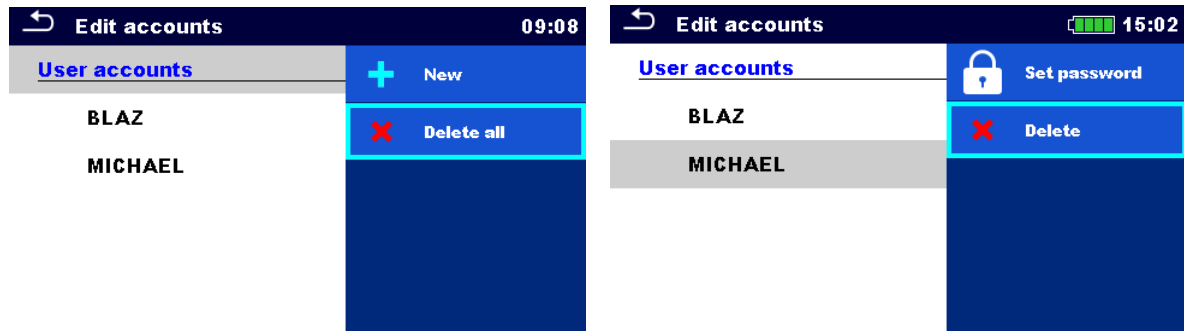 Edit accounts 09:08
User accounts
New
BLAZ
Delete all
MICHAEL
Edit accounts 15:02
User accounts
Set password
BLAZ
Delete
MICHAEL